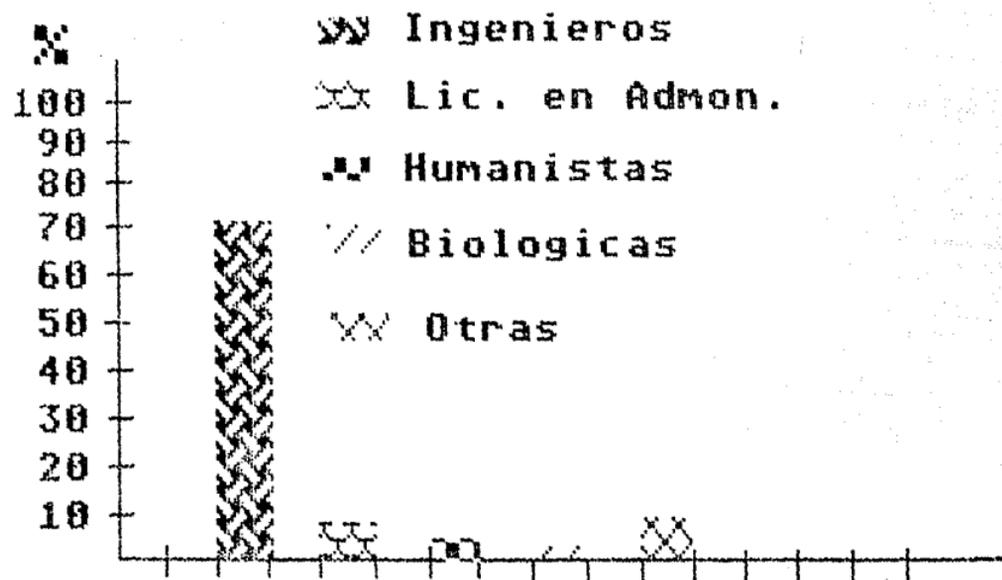 %
100
90
80
70
60
50
40
30
20
10
Ingenieros
Lic. en Admon.
Humanistas
Biologicas
Otras